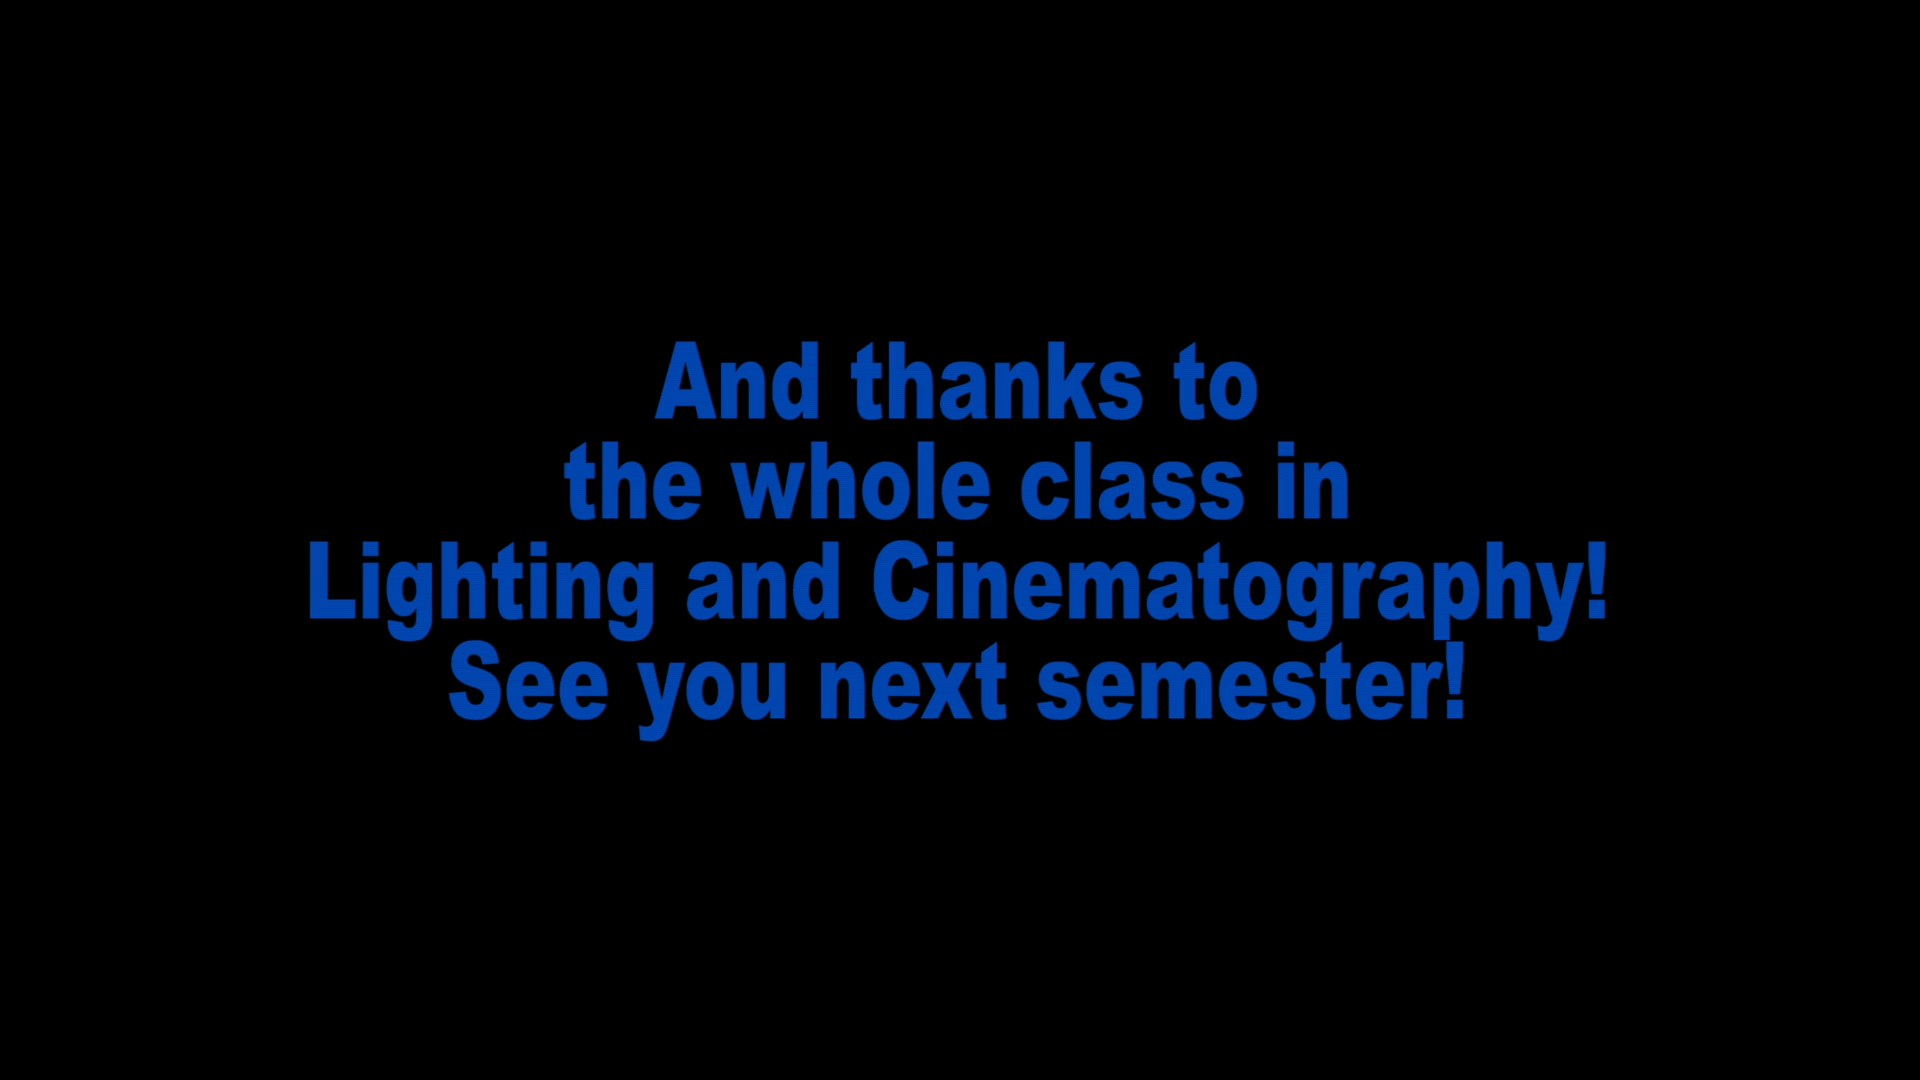 And thanks to
the whole class in
Lighting and Cinematography!
See you next semester!